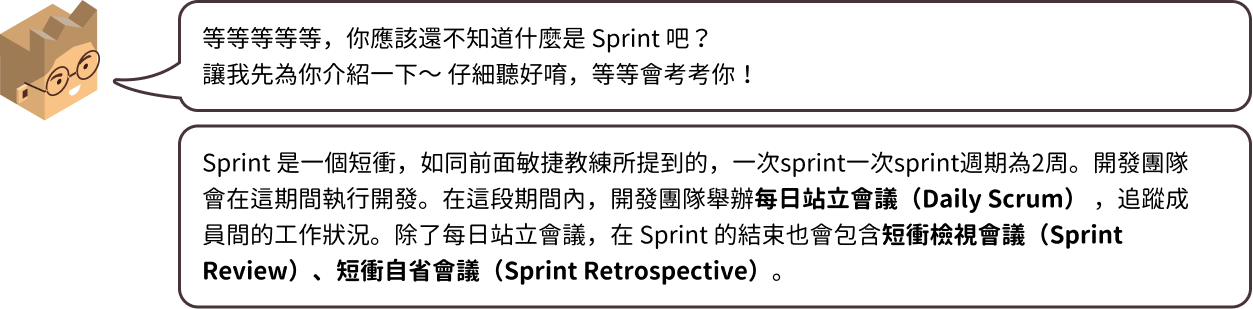 等等等等等，你應該還不知道什麼是 Sprint 吧？
讓我先為你介紹一下～ 仔細聽好唷，等等會考考你！
Sprint 是一個短衝，如同前面敏捷教練所提到的，一次sprint一次sprint週期為2周。開發團隊
會在這期間執行開發。在這段期間內，開發團隊舉辦每日站立會議（Daily Scrum） ，追蹤成
員間的工作狀況。除了每日站立會議，在 Sprint 的結束也會包含短衝檢視會議（Sprint
Review）、短衝自省會議（Sprint Retrospective）。